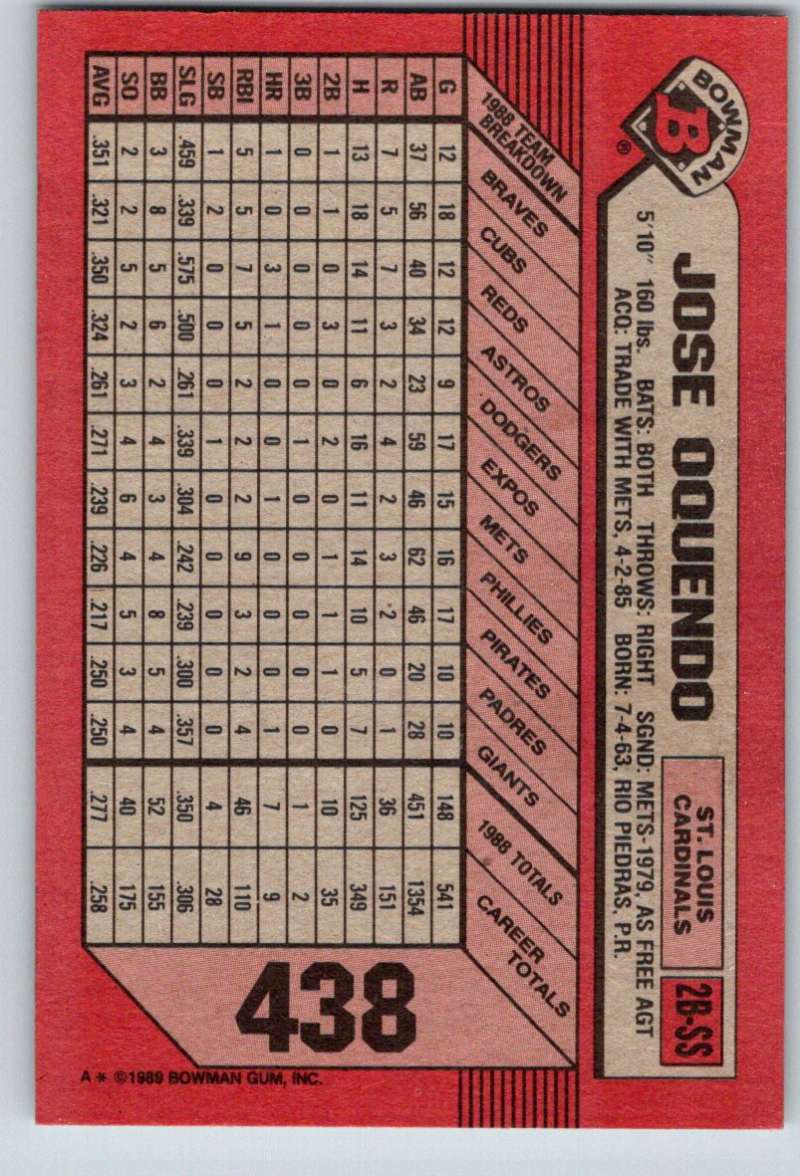 BOWMAN
B
®
JOSE OQUENDO
ST. LOUIS
CARDINALS
2B-SS
5'10" 160 lbs. BATS: BOTH THROWS: RIGHT SGND: METS-1979, AS FREE AGT
ACQ: TRADE WITH METS, 4-2-85 BORN: 7-4-63, RIO PIEDRAS, P.R.
1988 TEAM
BREAKDOWN
BRAVES CUBS REDS ASTROS DODGERS EXPOS METS PHILLIES PIRATES PADRES GIANTS 1988 TOTALS CAREER TOTALS
G 12 18 12 12 9 17 15 16 17 10 10 148 541
AB 37 56 40 34 23 59 46 62 46 20 28 451 1354
R 7 5 7 3 2 4 2 3 2 0 1 36 151
H 13 18 14 11 6 16 11 14 10 5 7 125 349
2B 1 1 0 3 0 2 0 1 1 1 0 10 35
3B 0 0 0 0 0 1 0 0 0 0 0 1 2
HR 1 0 3 1 0 0 1 0 0 0 1 7 9
RBI 5 5 7 5 2 2 2 9 3 2 4 46 110
SB 1 2 0 0 0 1 0 0 0 0 0 4 28
SLG .459 .339 .575 .500 .261 .339 .304 .242 .239 .300 .357 .350 .306
BB 3 8 5 6 2 4 3 4 8 5 4 52 155
SO 2 2 5 2 3 4 6 4 5 3 4 40 175
AVG .351 .321 .350 .324 .261 .271 .239 .226 .217 .250 .250 .277 .258
438
A * ©1989 BOWMAN GUM, INC.